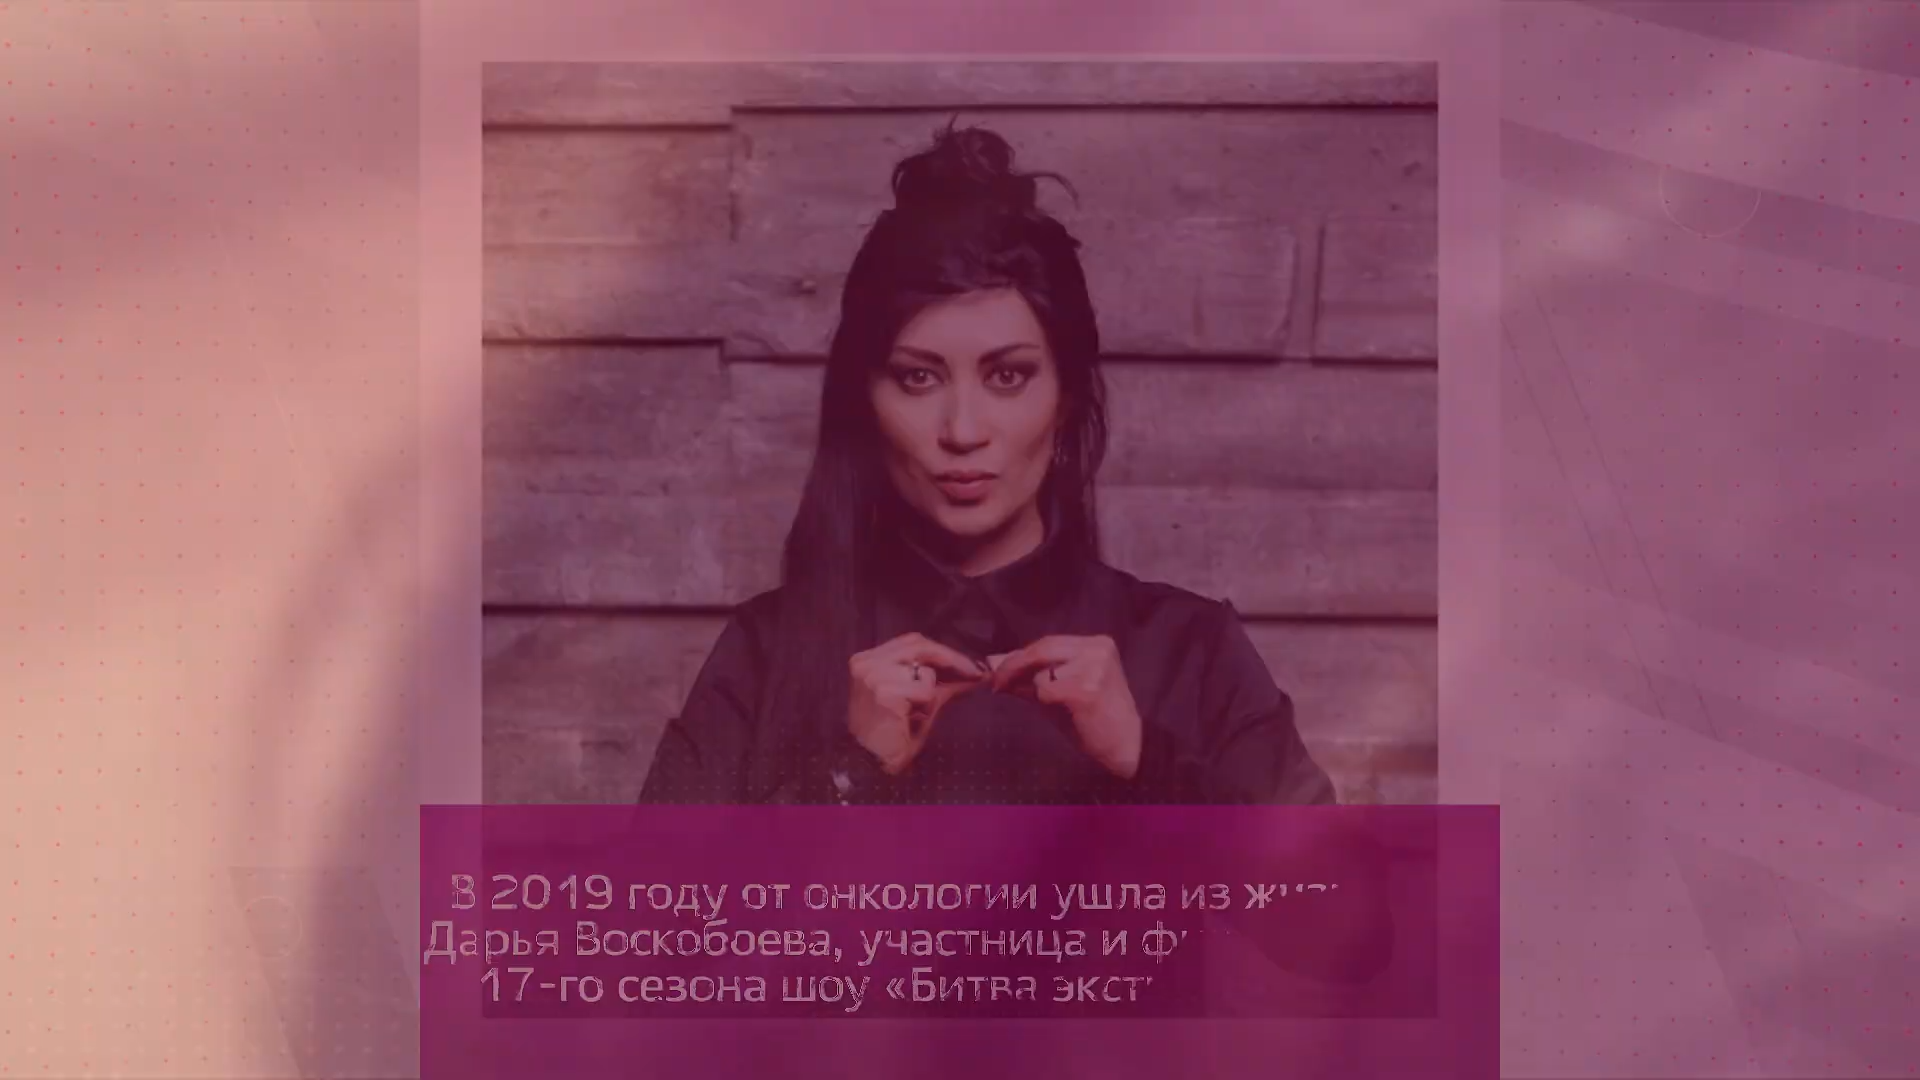 В 2019 году от онкологии ушла из
Дарья Воскобоева, участница и
17-го сезона шоу «Битва